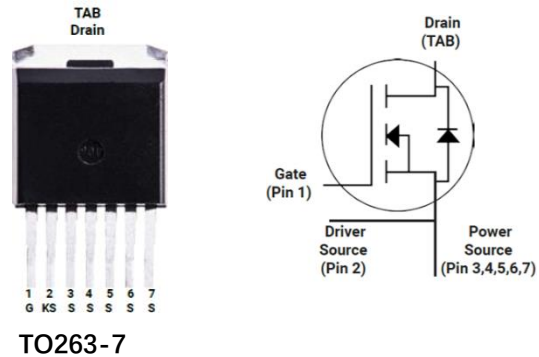 TAB
Drain
1 2 3 4 5 6 7
G KS S S S S S
TO263-7
Drain
(TAB)
Gate
(Pin 1)
Driver
Source
(Pin 2)
Power
Source
(Pin 3,4,5,6,7)